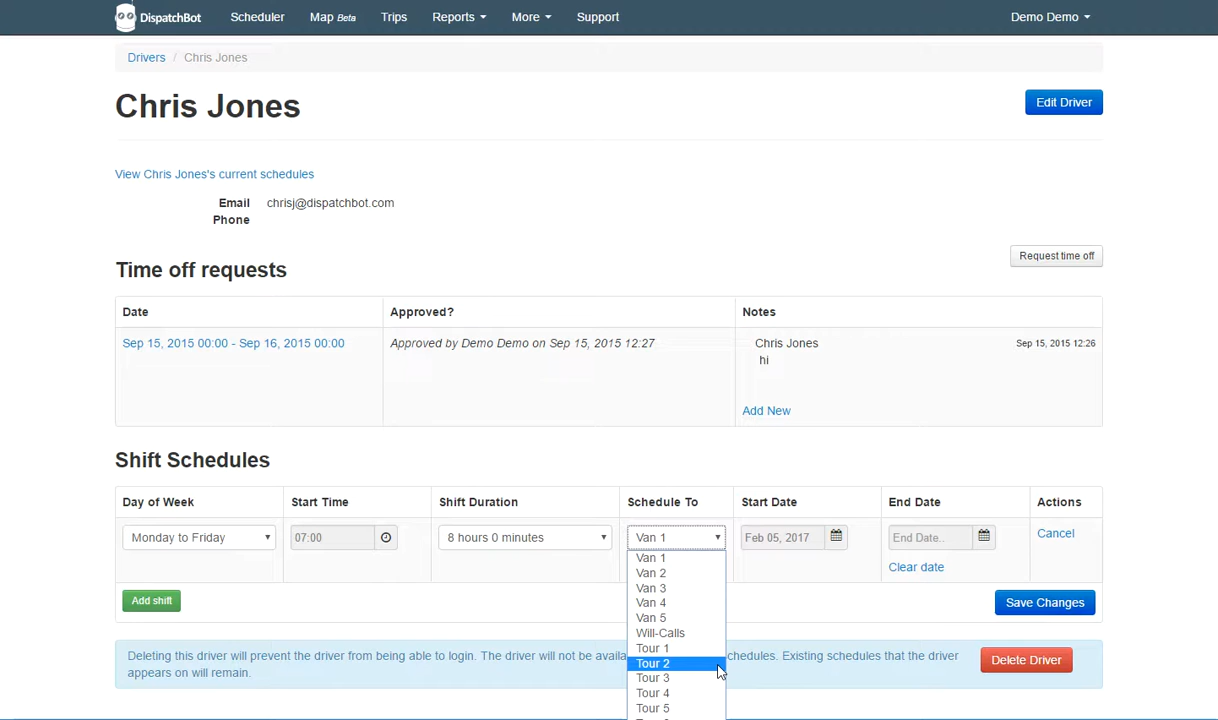 DispatchBot Scheduler Map Beta Trips Reports More Support Demo Demo
Drivers / Chris Jones
Chris Jones
Edit Driver
View Chris Jones's current schedules
Email chrisj@dispatchbot.com
Phone
Time off requests
Request time off
Date Approved? Notes
Sep 15, 2015 00:00 - Sep 16, 2015 00:00 Approved by Demo Demo on Sep 15, 2015 12:27 Chris Jones Sep 15, 2015 12:26
hi
Add New
Shift Schedules
Day of Week Start Time Shift Duration Schedule To Start Date End Date Actions
Monday to Friday 07:00 8 hours 0 minutes Van 1 Feb 05, 2017 End Date.. Cancel
Clear date
Van 1
Van 2
Van 3
Van 4
Van 5
Will-Calls
Tour 1
Tour 2
Tour 3
Tour 4
Tour 5
Add shift Save Changes
Deleting this driver will prevent the driver from being able to login. The driver will not be chedules. Existing schedules that the driver
appears on will remain.
Delete Driver